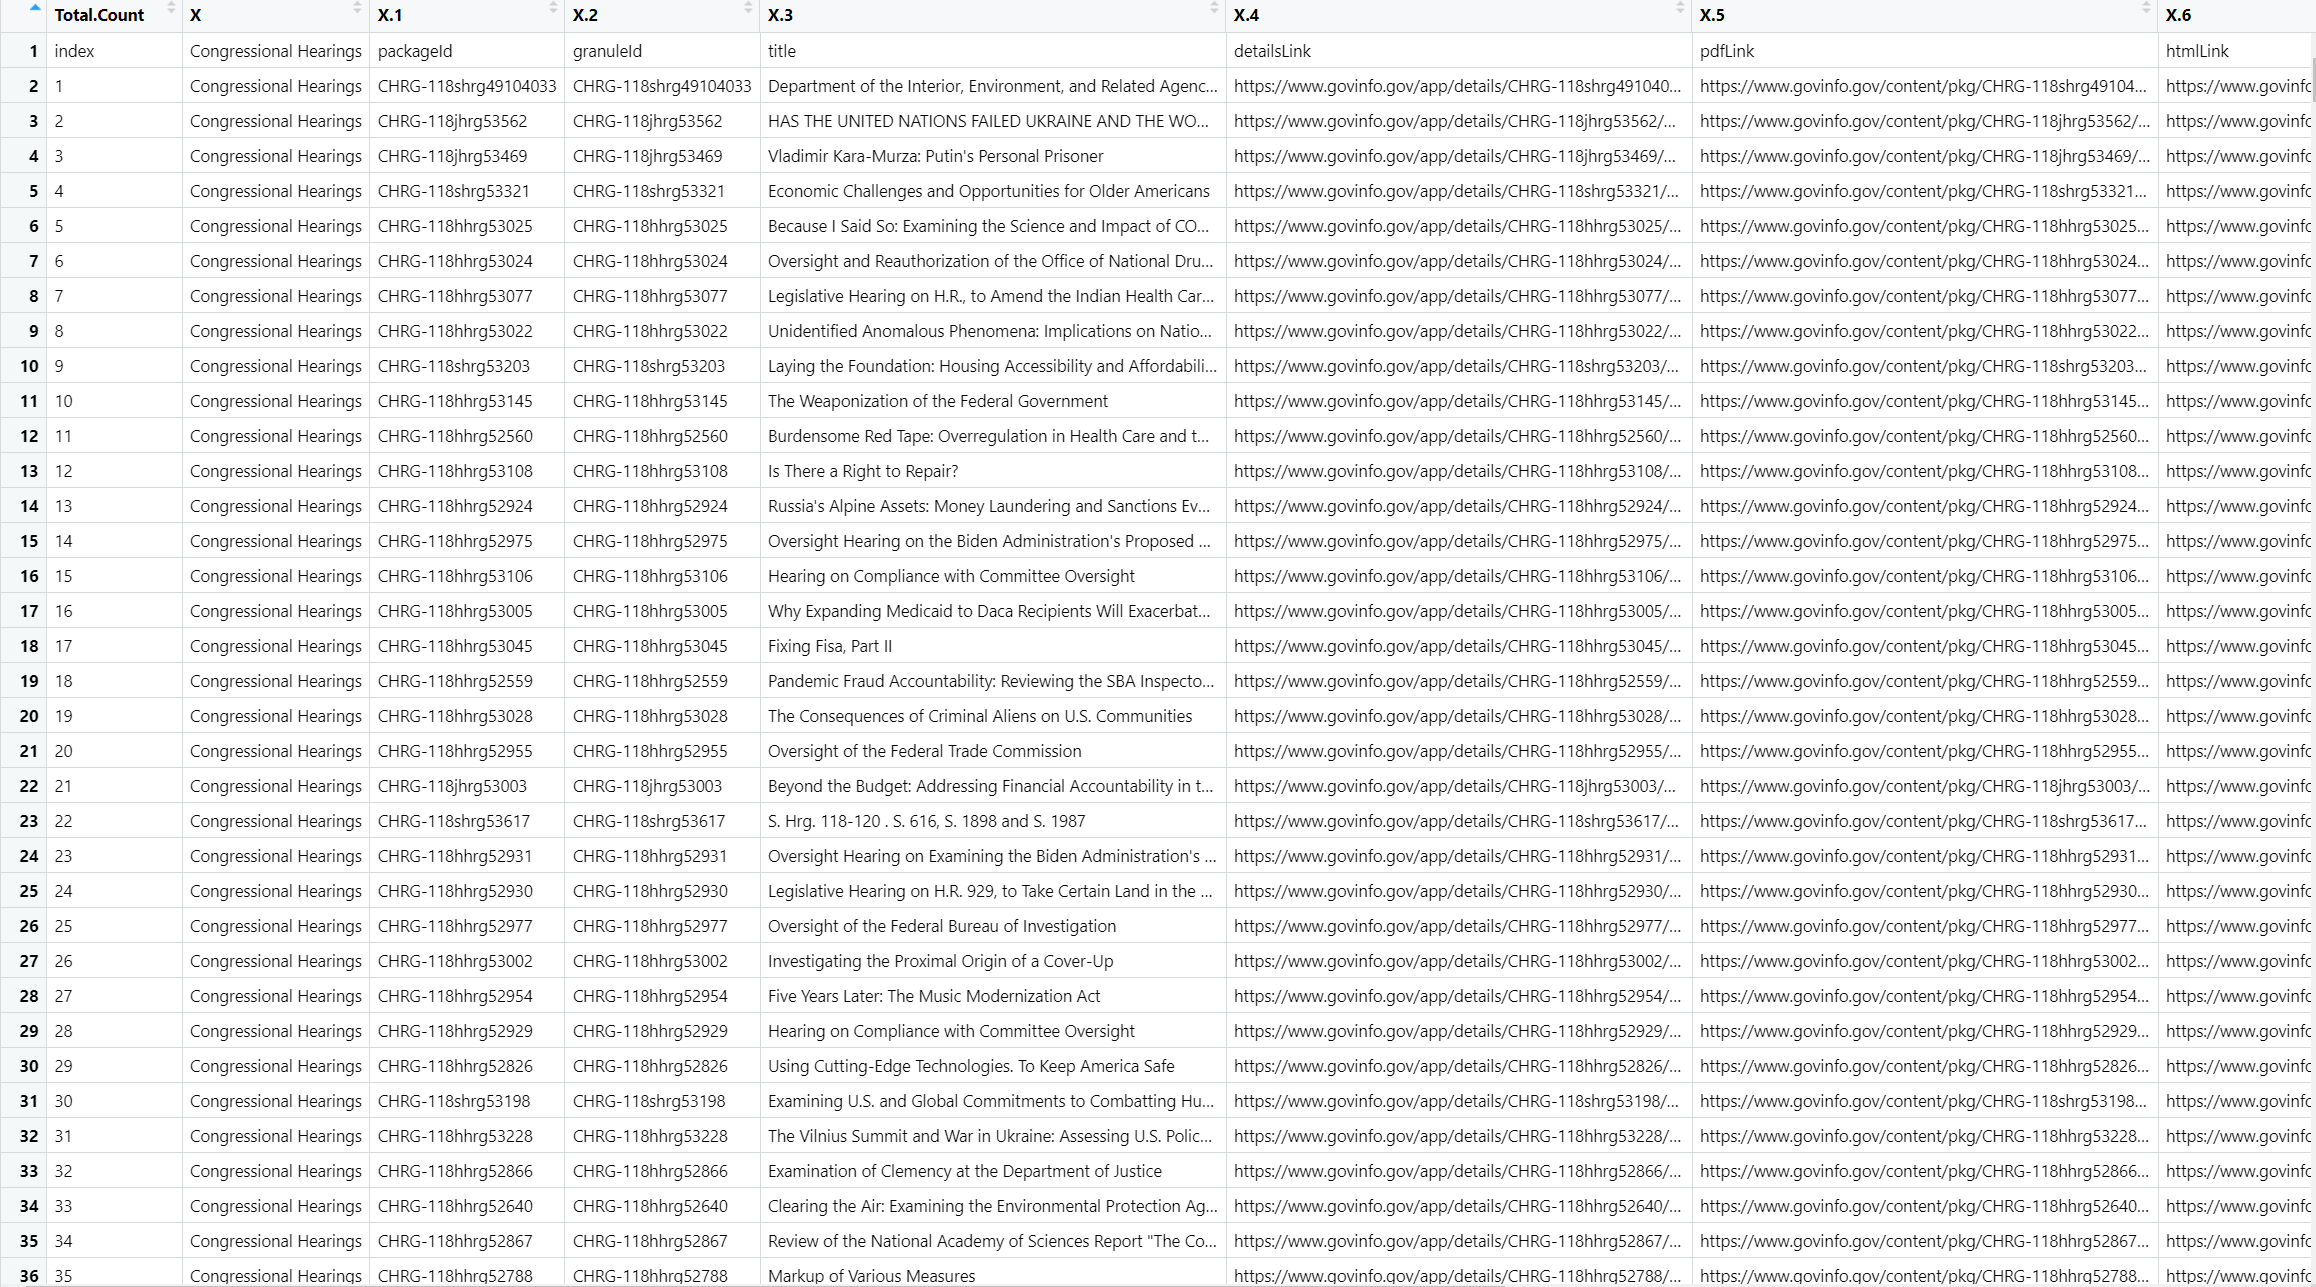 Total.Count X X.1 X.2 X.3 X.4 X.5 X.6
1 index Congressional Hearings packageId granuleId title detailsLink pdfLink htmlLink
2 1 Congressional Hearings CHRG-118shrg49104033 CHRG-118shrg49104033 Department of the Interior, Environment, and Related Agenc... https://www.govinfo.gov/app/details/CHRG-118shrg491040... https://www.govinfo.gov/content/pkg/CHRG-118shrg49104... https://www.govinfo
3 2 Congressional Hearings CHRG-118jhrg53562 CHRG-118jhrg53562 HAS THE UNITED NATIONS FAILED UKRAINE AND THE WO... https://www.govinfo.gov/app/details/CHRG-118jhrg53562/... https://www.govinfo.gov/content/pkg/CHRG-118jhrg53562/... https://www.govinfo
4 3 Congressional Hearings CHRG-118jhrg53469 CHRG-118jhrg53469 Vladimir Kara-Murza: Putin's Personal Prisoner https://www.govinfo.gov/app/details/CHRG-118jhrg53469/... https://www.govinfo.gov/content/pkg/CHRG-118jhrg53469/... https://www.govinfo
5 4 Congressional Hearings CHRG-118shrg53321 CHRG-118shrg53321 Economic Challenges and Opportunities for Older Americans https://www.govinfo.gov/app/details/CHRG-118shrg53321/... https://www.govinfo.gov/content/pkg/CHRG-118shrg53321... https://www.govinfo
6 5 Congressional Hearings CHRG-118hhrg53025 CHRG-118hhrg53025 Because I Said So: Examining the Science and Impact of CO... https://www.govinfo.gov/app/details/CHRG-118hhrg53025/... https://www.govinfo.gov/content/pkg/CHRG-118hhrg53025... https://www.govinfo
7 6 Congressional Hearings CHRG-118hhrg53024 CHRG-118hhrg53024 Oversight and Reauthorization of the Office of National Dru... https://www.govinfo.gov/app/details/CHRG-118hhrg53024/... https://www.govinfo.gov/content/pkg/CHRG-118hhrg53024... https://www.govinfo
8 7 Congressional Hearings CHRG-118hhrg53077 CHRG-118hhrg53077 Legislative Hearing on H.R., to Amend the Indian Health Car... https://www.govinfo.gov/app/details/CHRG-118hhrg53077/... https://www.govinfo.gov/content/pkg/CHRG-118hhrg53077... https://www.govinfo
9 8 Congressional Hearings CHRG-118hhrg53022 CHRG-118hhrg53022 Unidentified Anomalous Phenomena: Implications on Natio... https://www.govinfo.gov/app/details/CHRG-118hhrg53022/... https://www.govinfo.gov/content/pkg/CHRG-118hhrg53022... https://www.govinfo
10 9 Congressional Hearings CHRG-118shrg53203 CHRG-118shrg53203 Laying the Foundation: Housing Accessibility and Affordabili... https://www.govinfo.gov/app/details/CHRG-118shrg53203/... https://www.govinfo.gov/content/pkg/CHRG-118shrg53203... https://www.govinfo
11 10 Congressional Hearings CHRG-118hhrg53145 CHRG-118hhrg53145 The Weaponization of the Federal Government https://www.govinfo.gov/app/details/CHRG-118hhrg53145/... https://www.govinfo.gov/content/pkg/CHRG-118hhrg53145... https://www.govinfo
12 11 Congressional Hearings CHRG-118hhrg52560 CHRG-118hhrg52560 Burdensome Red Tape: Overregulation in Health Care and t... https://www.govinfo.gov/app/details/CHRG-118hhrg52560/... https://www.govinfo.gov/content/pkg/CHRG-118hhrg52560... https://www.govinfo
13 12 Congressional Hearings CHRG-118hhrg53108 CHRG-118hhrg53108 Is There a Right to Repair? https://www.govinfo.gov/app/details/CHRG-118hhrg53108/... https://www.govinfo.gov/content/pkg/CHRG-118hhrg53108... https://www.govinfo
14 13 Congressional Hearings CHRG-118hhrg52924 CHRG-118hhrg52924 Russia's Alpine Assets: Money Laundering and Sanctions Ev... https://www.govinfo.gov/app/details/CHRG-118hhrg52924/... https://www.govinfo.gov/content/pkg/CHRG-118hhrg52924... https://www.govinfo
15 14 Congressional Hearings CHRG-118hhrg52975 CHRG-118hhrg52975 Oversight Hearing on the Biden Administration's Proposed ... https://www.govinfo.gov/app/details/CHRG-118hhrg52975/... https://www.govinfo.gov/content/pkg/CHRG-118hhrg52975... https://www.govinfo
16 15 Congressional Hearings CHRG-118hhrg53106 CHRG-118hhrg53106 Hearing on Compliance with Committee Oversight https://www.govinfo.gov/app/details/CHRG-118hhrg53106/... https://www.govinfo.gov/content/pkg/CHRG-118hhrg53106... https://www.govinfo
17 16 Congressional Hearings CHRG-118hhrg53005 CHRG-118hhrg53005 Why Expanding Medicaid to Daca Recipients Will Exacerbat... https://www.govinfo.gov/app/details/CHRG-118hhrg53005/... https://www.govinfo.gov/content/pkg/CHRG-118hhrg53005... https://www.govinfo
18 17 Congressional Hearings CHRG-118hhrg53045 CHRG-118hhrg53045 Fixing Fisa, Part II https://www.govinfo.gov/app/details/CHRG-118hhrg53045/... https://www.govinfo.gov/content/pkg/CHRG-118hhrg53045... https://www.govinfo
19 18 Congressional Hearings CHRG-118hhrg52559 CHRG-118hhrg52559 Pandemic Fraud Accountability: Reviewing the SBA Inspecto... https://www.govinfo.gov/app/details/CHRG-118hhrg52559/... https://www.govinfo.gov/content/pkg/CHRG-118hhrg52559... https://www.govinfo
20 19 Congressional Hearings CHRG-118hhrg53028 CHRG-118hhrg53028 The Consequences of Criminal Aliens on U.S. Communities https://www.govinfo.gov/app/details/CHRG-118hhrg53028/... https://www.govinfo.gov/content/pkg/CHRG-118hhrg53028... https://www.govinfo
21 20 Congressional Hearings CHRG-118hhrg52955 CHRG-118hhrg52955 Oversight of the Federal Trade Commission https://www.govinfo.gov/app/details/CHRG-118hhrg52955/... https://www.govinfo.gov/content/pkg/CHRG-118hhrg52955... https://www.govinfo
22 21 Congressional Hearings CHRG-118jhrg53003 CHRG-118jhrg53003 Beyond the Budget: Addressing Financial Accountability in t... https://www.govinfo.gov/app/details/CHRG-118jhrg53003/... https://www.govinfo.gov/content/pkg/CHRG-118jhrg53003/... https://www.govinfo
23 22 Congressional Hearings CHRG-118shrg53617 CHRG-118shrg53617 S. Hrg. 118-120 . S. 616, S. 1898 and S. 1987 https://www.govinfo.gov/app/details/CHRG-118shrg53617/... https://www.govinfo.gov/content/pkg/CHRG-118shrg53617... https://www.govinfo
24 23 Congressional Hearings CHRG-118hhrg52931 CHRG-118hhrg52931 Oversight Hearing on Examining the Biden Administration's ... https://www.govinfo.gov/app/details/CHRG-118hhrg52931/... https://www.govinfo.gov/content/pkg/CHRG-118hhrg52931... https://www.govinfo
25 24 Congressional Hearings CHRG-118hhrg52930 CHRG-118hhrg52930 Legislative Hearing on H.R. 929, to Take Certain Land in the ... https://www.govinfo.gov/app/details/CHRG-118hhrg52930/... https://www.govinfo.gov/content/pkg/CHRG-118hhrg52930... https://www.govinfo
26 25 Congressional Hearings CHRG-118hhrg52977 CHRG-118hhrg52977 Oversight of the Federal Bureau of Investigation https://www.govinfo.gov/app/details/CHRG-118hhrg52977/... https://www.govinfo.gov/content/pkg/CHRG-118hhrg52977... https://www.govinfo
27 26 Congressional Hearings CHRG-118hhrg53002 CHRG-118hhrg53002 Investigating the Proximal Origin of a Cover-Up https://www.govinfo.gov/app/details/CHRG-118hhrg53002/... https://www.govinfo.gov/content/pkg/CHRG-118hhrg53002... https://www.govinfo
28 27 Congressional Hearings CHRG-118hhrg52954 CHRG-118hhrg52954 Five Years Later: The Music Modernization Act https://www.govinfo.gov/app/details/CHRG-118hhrg52954/... https://www.govinfo.gov/content/pkg/CHRG-118hhrg52954... https://www.govinfo
29 28 Congressional Hearings CHRG-118hhrg52929 CHRG-118hhrg52929 Hearing on Compliance with Committee Oversight https://www.govinfo.gov/app/details/CHRG-118hhrg52929/... https://www.govinfo.gov/content/pkg/CHRG-118hhrg52929... https://www.govinfo
30 29 Congressional Hearings CHRG-118hhrg52826 CHRG-118hhrg52826 Using Cutting-Edge Technologies. To Keep America Safe https://www.govinfo.gov/app/details/CHRG-118hhrg52826/... https://www.govinfo.gov/content/pkg/CHRG-118hhrg52826... https://www.govinfo
31 30 Congressional Hearings CHRG-118shrg53198 CHRG-118shrg53198 Examining U.S. and Global Commitments to Combatting Hu... https://www.govinfo.gov/app/details/CHRG-118shrg53198/... https://www.govinfo.gov/content/pkg/CHRG-118shrg53198... https://www.govinfo
32 31 Congressional Hearings CHRG-118hhrg53228 CHRG-118hhrg53228 The Vilnius Summit and War in Ukraine: Assessing U.S. Polic... https://www.govinfo.gov/app/details/CHRG-118hhrg53228/... https://www.govinfo.gov/content/pkg/CHRG-118hhrg53228... https://www.govinfo
33 32 Congressional Hearings CHRG-118hhrg52866 CHRG-118hhrg52866 Examination of Clemency at the Department of Justice https://www.govinfo.gov/app/details/CHRG-118hhrg52866/... https://www.govinfo.gov/content/pkg/CHRG-118hhrg52866... https://www.govinfo
34 33 Congressional Hearings CHRG-118hhrg52640 CHRG-118hhrg52640 Clearing the Air: Examining the Environmental Protection Ag... https://www.govinfo.gov/app/details/CHRG-118hhrg52640/... https://www.govinfo.gov/content/pkg/CHRG-118hhrg52640... https://www.govinfo
35 34 Congressional Hearings CHRG-118hhrg52867 CHRG-118hhrg52867 Review of the National Academy of Sciences Report "The Co... https://www.govinfo.gov/app/details/CHRG-118hhrg52867/... https://www.govinfo.gov/content/pkg/CHRG-118hhrg52867... https://www.govinfo
36 35 Congressional Hearings CHRG-118hhrg52788 CHRG-118hhrg52788 Markup of Various Measures https://www.govinfo.gov/app/details/CHRG-118hhrg52788/... https://www.govinfo.gov/content/pkg/CHRG-118hhrg52788... https://www.govinfo